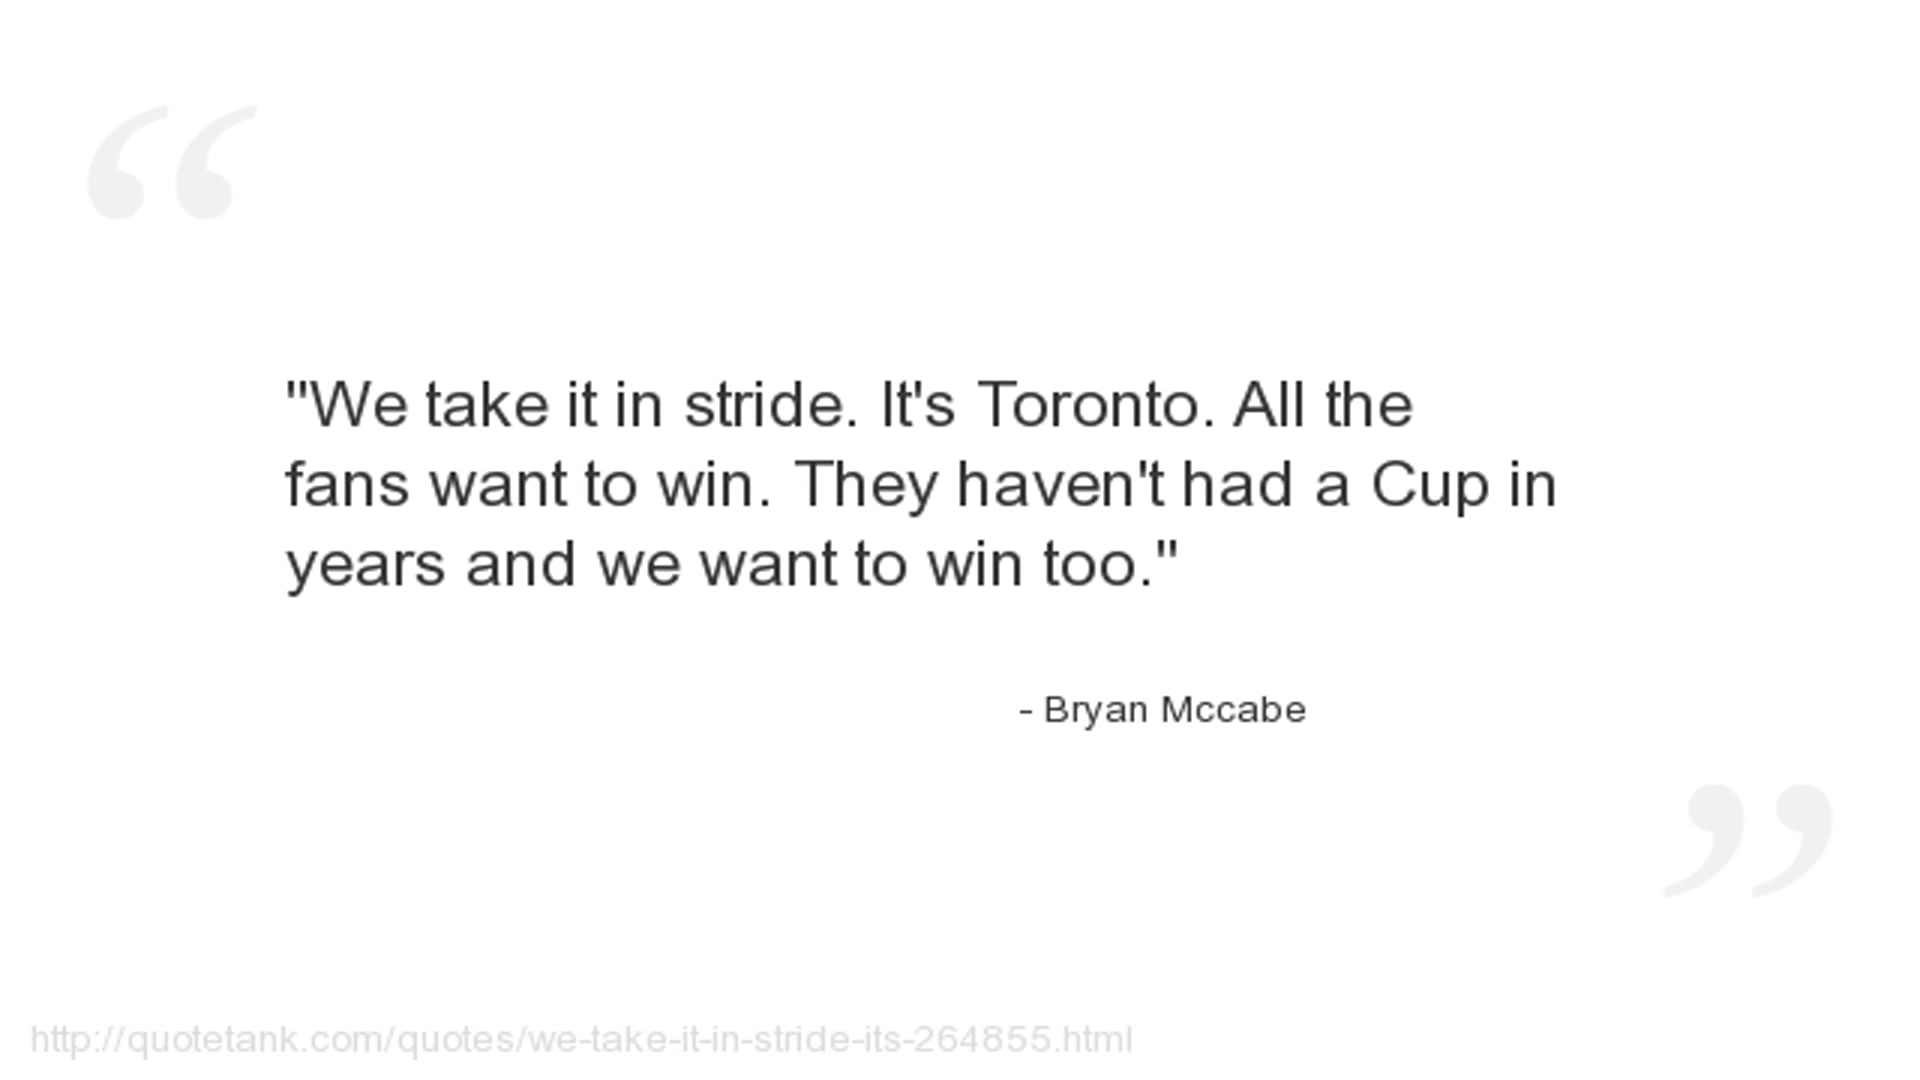 "We take it in stride. It's Toronto. All the
fans want to win. They haven't had a Cup in
years and we want to win too."
- Bryan Mccabe
http://quotetank.com/quotes/we-take-it-in-stride-its-264855.html